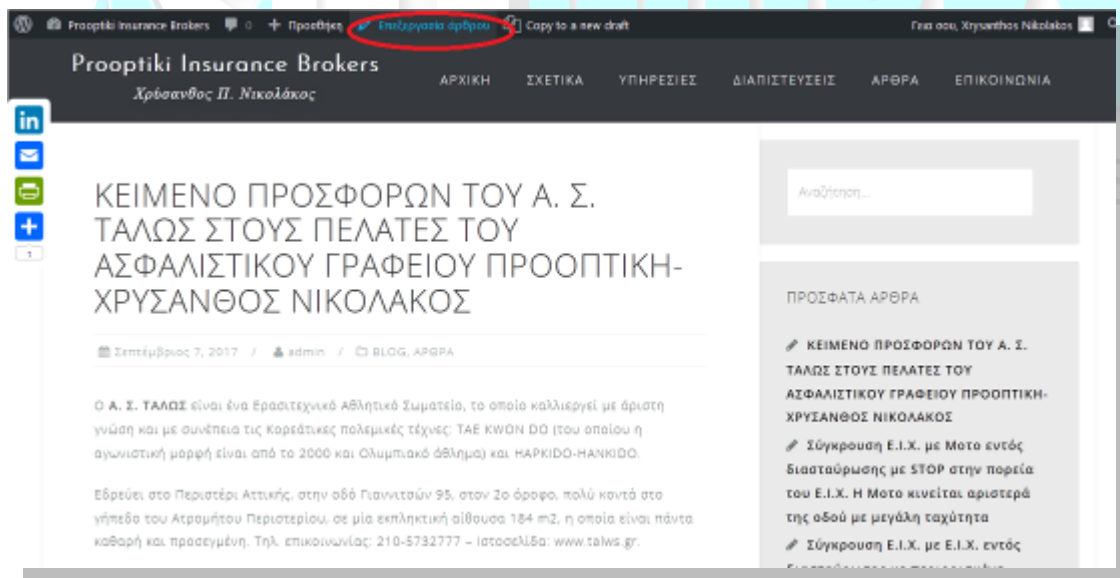 Prooptiki Insurance Brokers 0 + Προσθήκη Επεξεργασία άρθρου Copy to a new draft Γεια σου, Xrysanthos Nikolakos
Prooptiki Insurance Brokers
Χρύσανθος Π. Νικολάκος
ΑΡΧΙΚΗ ΣΧΕΤΙΚΑ ΥΠΗΡΕΣΙΕΣ ΔΙΑΠΙΣΤΕΥΣΕΙΣ ΑΡΘΡΑ ΕΠΙΚΟΙΝΩΝΙΑ
in
1
ΚΕΙΜΕΝΟ ΠΡΟΣΦΟΡΩΝ ΤΟΥ Α. Σ.
ΤΑΛΩΣ ΣΤΟΥΣ ΠΕΛΑΤΕΣ ΤΟΥ
ΑΣΦΑΛΙΣΤΙΚΟΥ ΓΡΑΦΕΙΟΥ ΠΡΟΟΠΤΙΚΗ-
ΧΡΥΣΑΝΘΟΣ ΝΙΚΟΛΑΚΟΣ
Σεπτέμβριος 7, 2017 / admin / BLOG, ΑΡΘΡΑ
Ο Α. Σ. ΤΑΛΩΣ είναι ένα Ερασιτεχνικό Αθλητικό Σωματείο, το οποίο καλλιεργεί με άριστη
γνώση και με συνέπεια τις Κορεάτικες πολεμικές τέχνες: TAE KWON DO (του οποίου η
αγωνιστική μορφή είναι από το 2000 και Ολυμπιακό άθλημα) και HAPKIDO-HANKIDO.
Εδρεύει στο Περιστέρι Αττικής, στην οδό Γιαννιτσών 95, στον 2ο όροφο, πολύ κοντά στο
γήπεδο του Ατρομήτου Περιστερίου, σε μία εκπληκτική αίθουσα 184 m2, η οποία είναι πάντα
καθαρή και προσεγμένη. Τηλ. επικοινωνίας: 210-5732777 – Ιστοσελίδα: www.talws.gr.
Αναζήτηση...
ΠΡΟΣΦΑΤΑ ΑΡΘΡΑ
ΚΕΙΜΕΝΟ ΠΡΟΣΦΟΡΩΝ ΤΟΥ Α. Σ.
ΤΑΛΩΣ ΣΤΟΥΣ ΠΕΛΑΤΕΣ ΤΟΥ
ΑΣΦΑΛΙΣΤΙΚΟΥ ΓΡΑΦΕΙΟΥ ΠΡΟΟΠΤΙΚΗ-
ΧΡΥΣΑΝΘΟΣ ΝΙΚΟΛΑΚΟΣ
Σύγκρουση Ε.Ι.Χ. με Μοτο εντός
διασταύρωσης με STOP στην πορεία
του Ε.Ι.Χ. Η Μοτο κινείται αριστερά
της οδού με μεγάλη ταχύτητα
Σύγκρουση Ε.Ι.Χ. με Ε.Ι.Χ. εντός